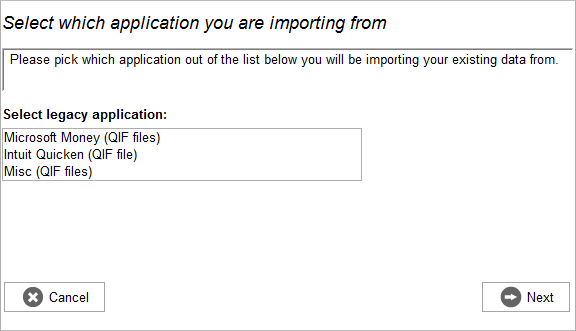 Select which application you are importing from
Please pick which application out of the list below you will be importing your existing data from.
Select legacy application:
Microsoft Money (QIF files)
Intuit Quicken (QIF file)
Misc (QIF files)
Cancel
Next